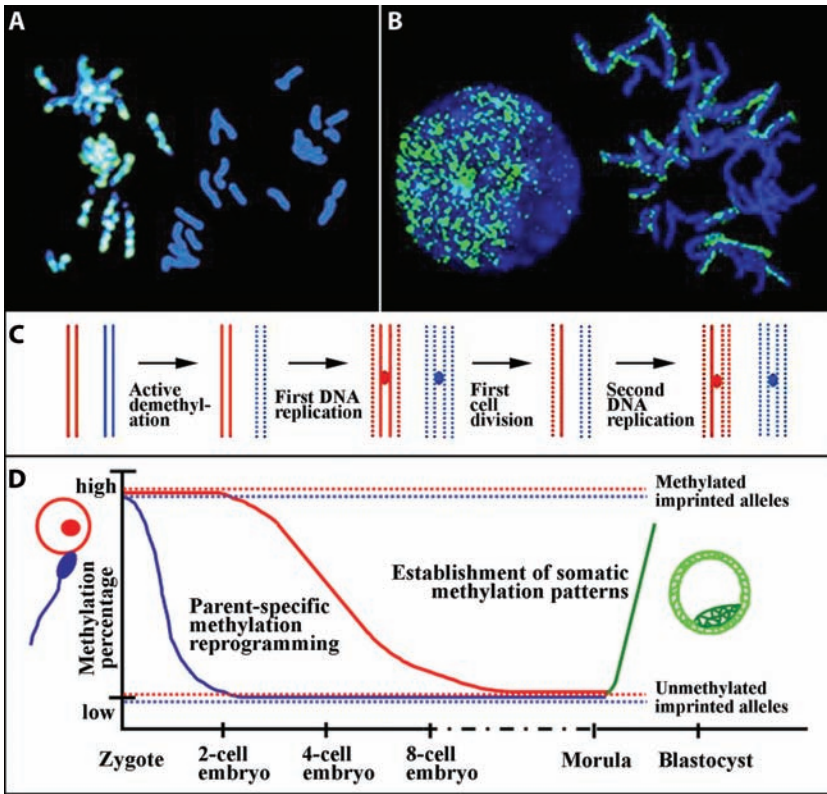 A
B
C
Active
demethyl-
ation
First DNA
replication
First
cell
division
Second
DNA
replication
D
high
Methylated
imprinted alleles
Methylation
percentage
Parent-specific
methylation
reprogramming
Establishment of somatic
methylation patterns
Unmethylated
imprinted alleles
low
Zygote
2-cell
embryo
4-cell
embryo
8-cell
embryo
Morula
Blastocyst